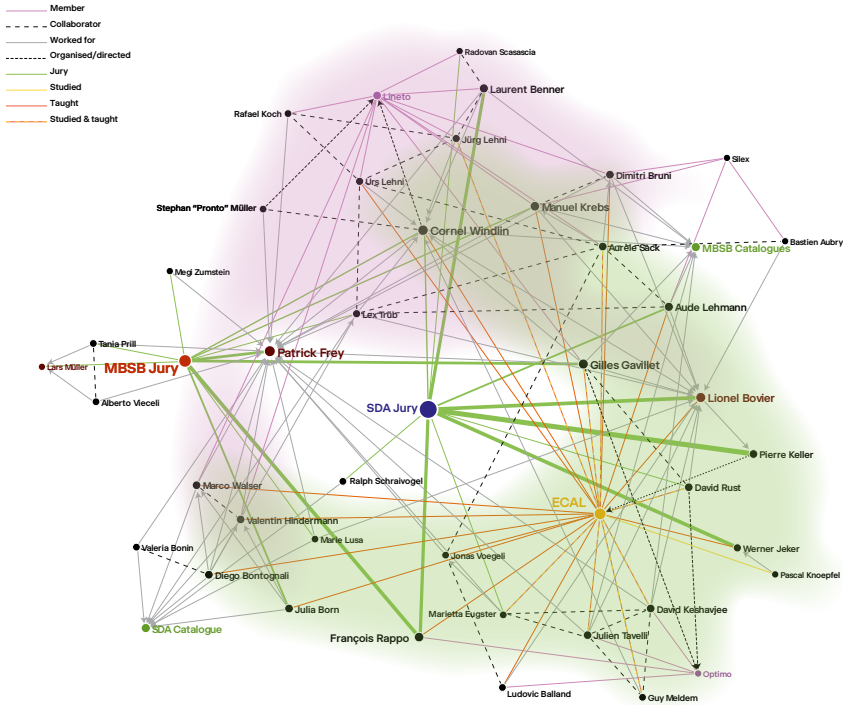 Member
Collaborator
Worked for
Organised/directed
Jury
Studied
Taught
Studied & taught
Radovan Scasascia
Laurent Benner
Lineto
Rafael Koch
Jürg Lehni
Silex
Dimitri Bruni
Urs Lehni
Stephan "Pronto" Müller
Manuel Krebs
Cornel Windlin
Bastien Aubry
Aurèle Sack
MBSB Catalogues
Megi Zumstein
Aude Lehmann
Lex Trüb
Tania Prill
Patrick Frey
Lars Müller
MBSB Jury
Gilles Gavillet
Alberto Vieceli
SDA Jury
Lionel Bovier
Pierre Keller
Ralph Schraivogel
Marco Walser
David Rust
ECAL
Valentin Hindermann
Marie Lusa
Valeria Bonin
Jonas Voegeli
Werner Jeker
Diego Bontognali
Pascal Knoepfel
Julia Born
Marietta Eugster
David Keshavjee
SDA Catalogue
François Rappo
Julien Tavelli
Optimo
Ludovic Balland
Guy Meldem